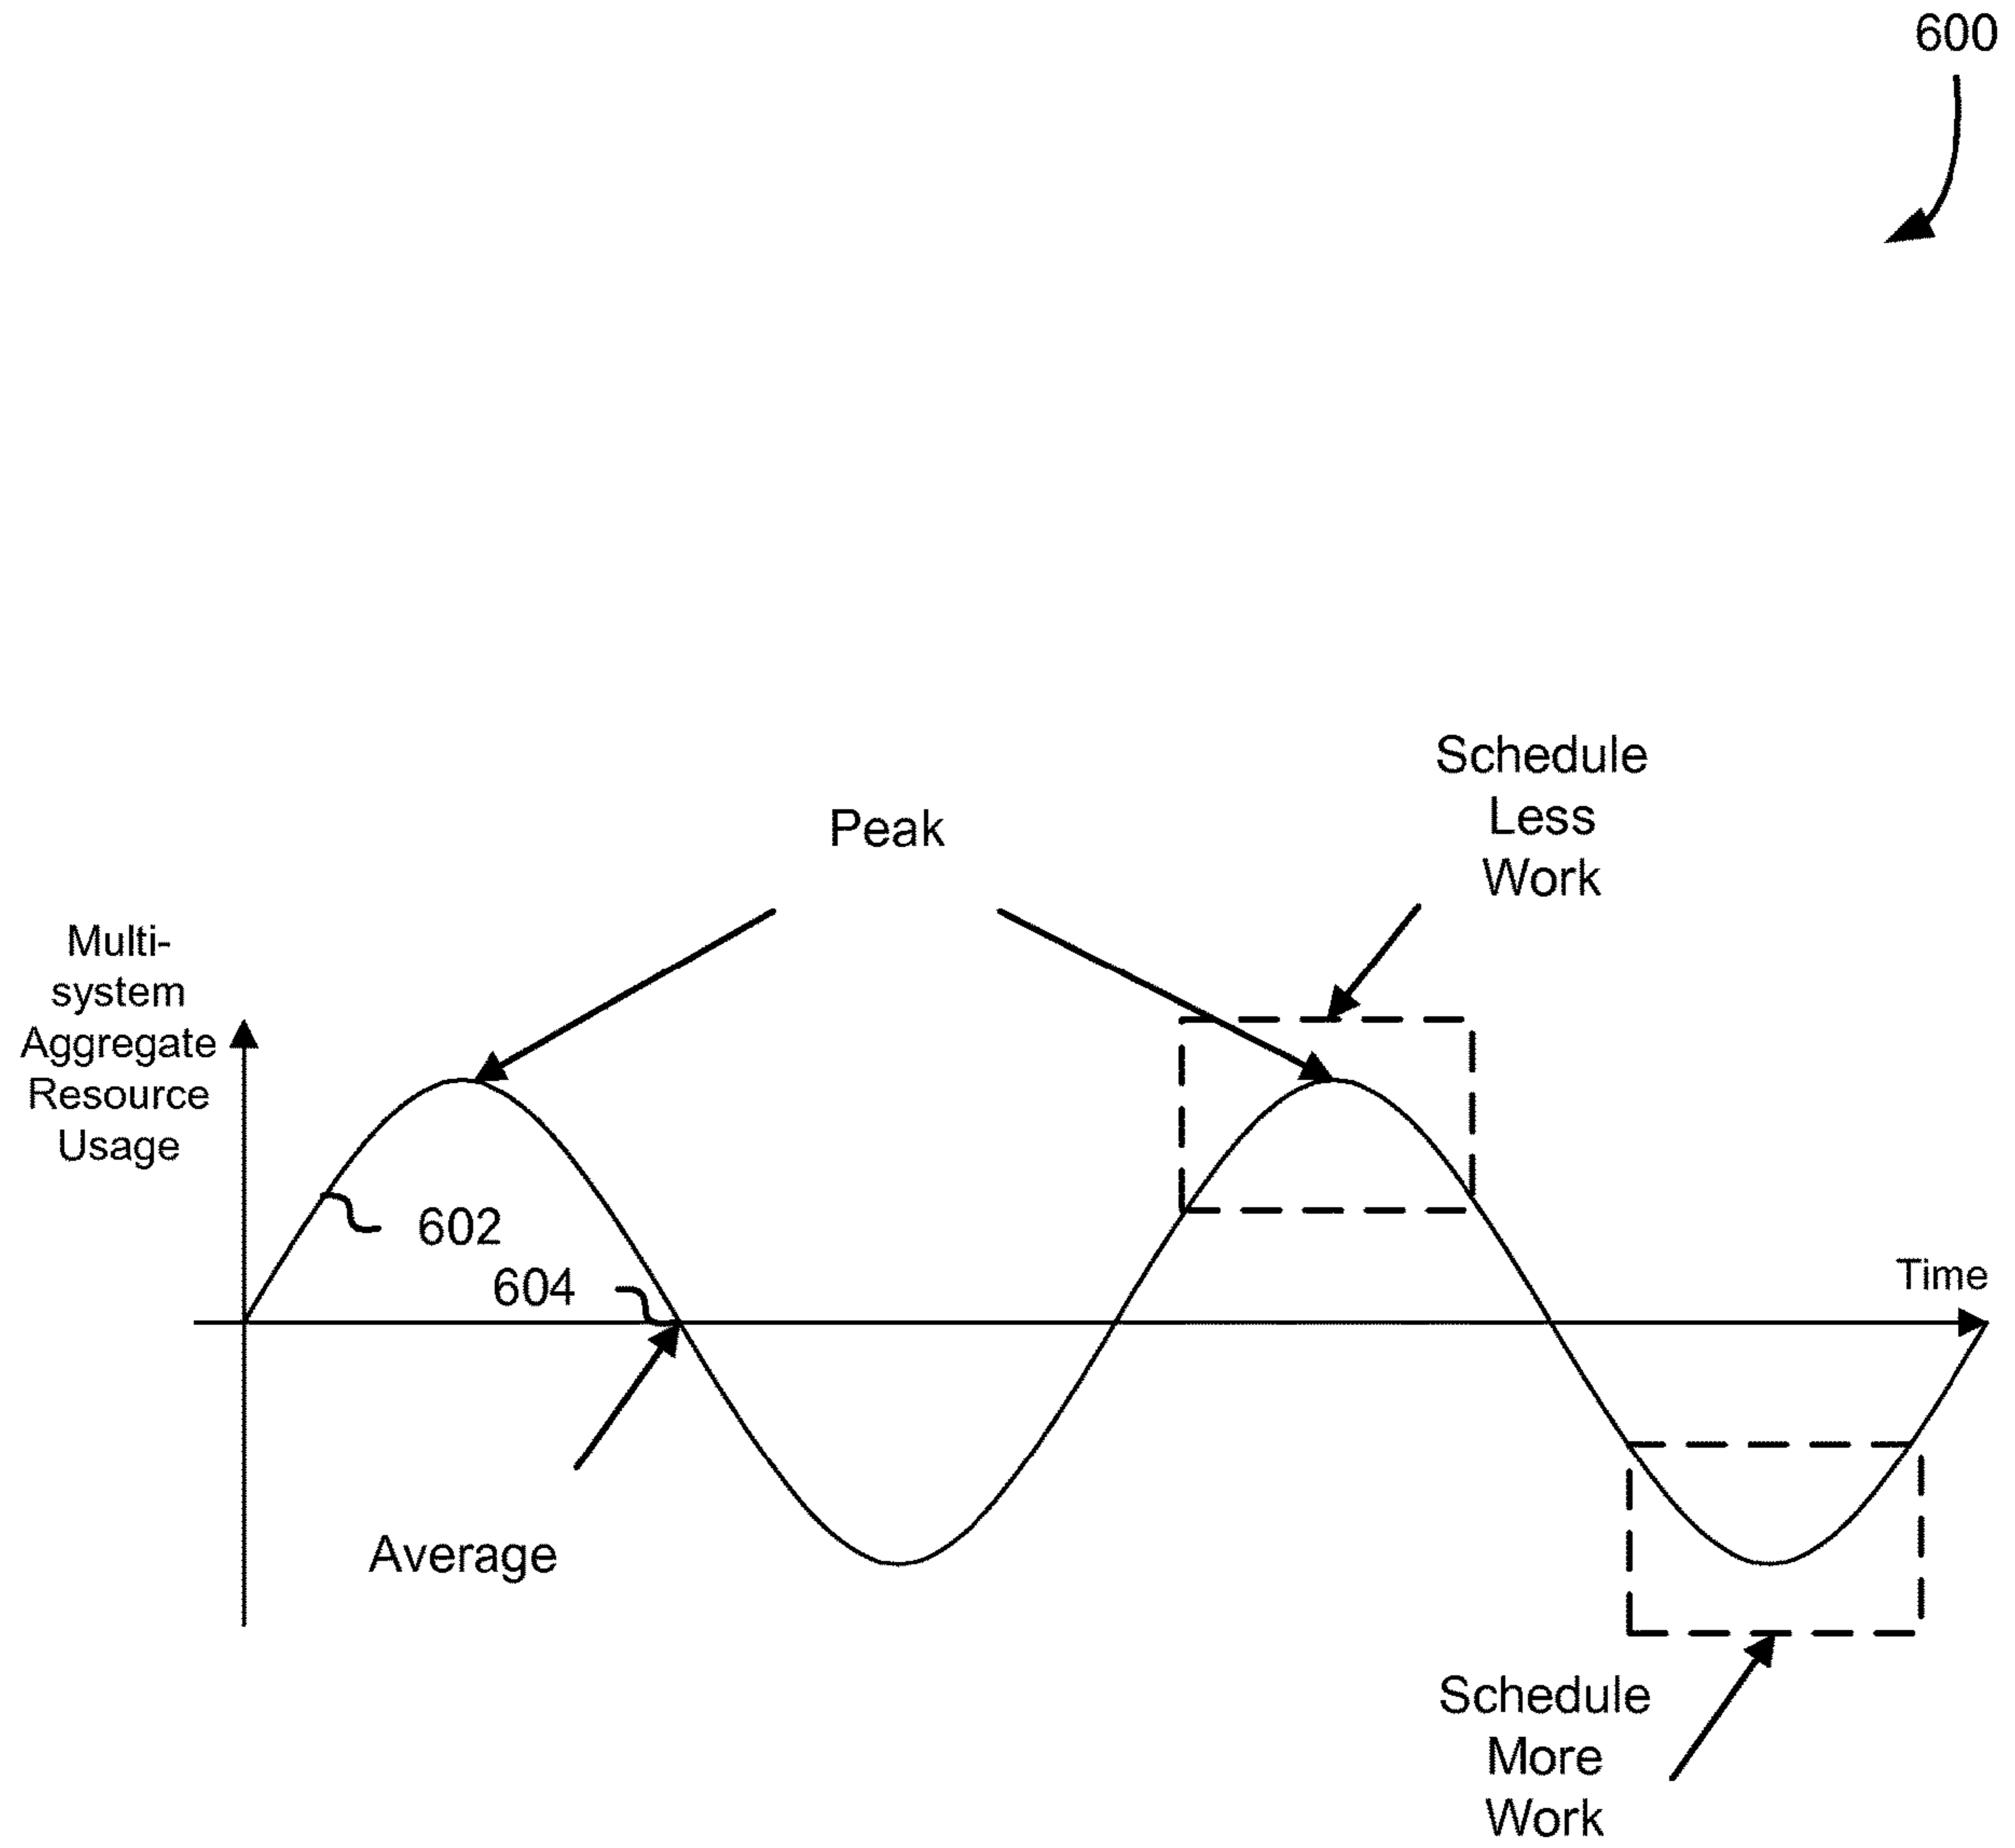 600
Schedule
Less
Work
Peak
Multi-
system
Aggregate
Resource
Usage
602
604
Time
Average
Schedule
More
Work